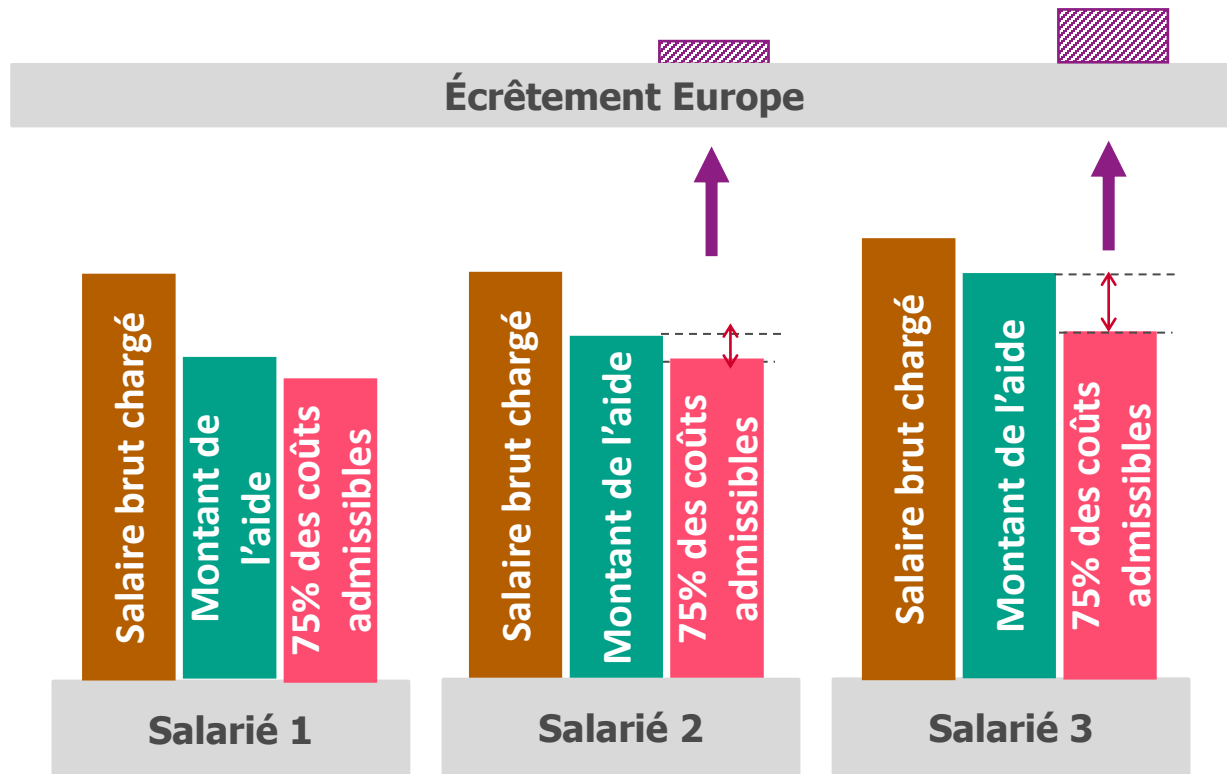 Écrêtement Europe
Salaire brut chargé
Montant de
l'aide
75% des coûts
admissibles
Salaire brut chargé
Montant de l'aide
75% des coûts
admissibles
Salaire brut chargé
Montant de l'aide
75% des coûts
admissibles
Salarié 1
Salarié 2
Salarié 3